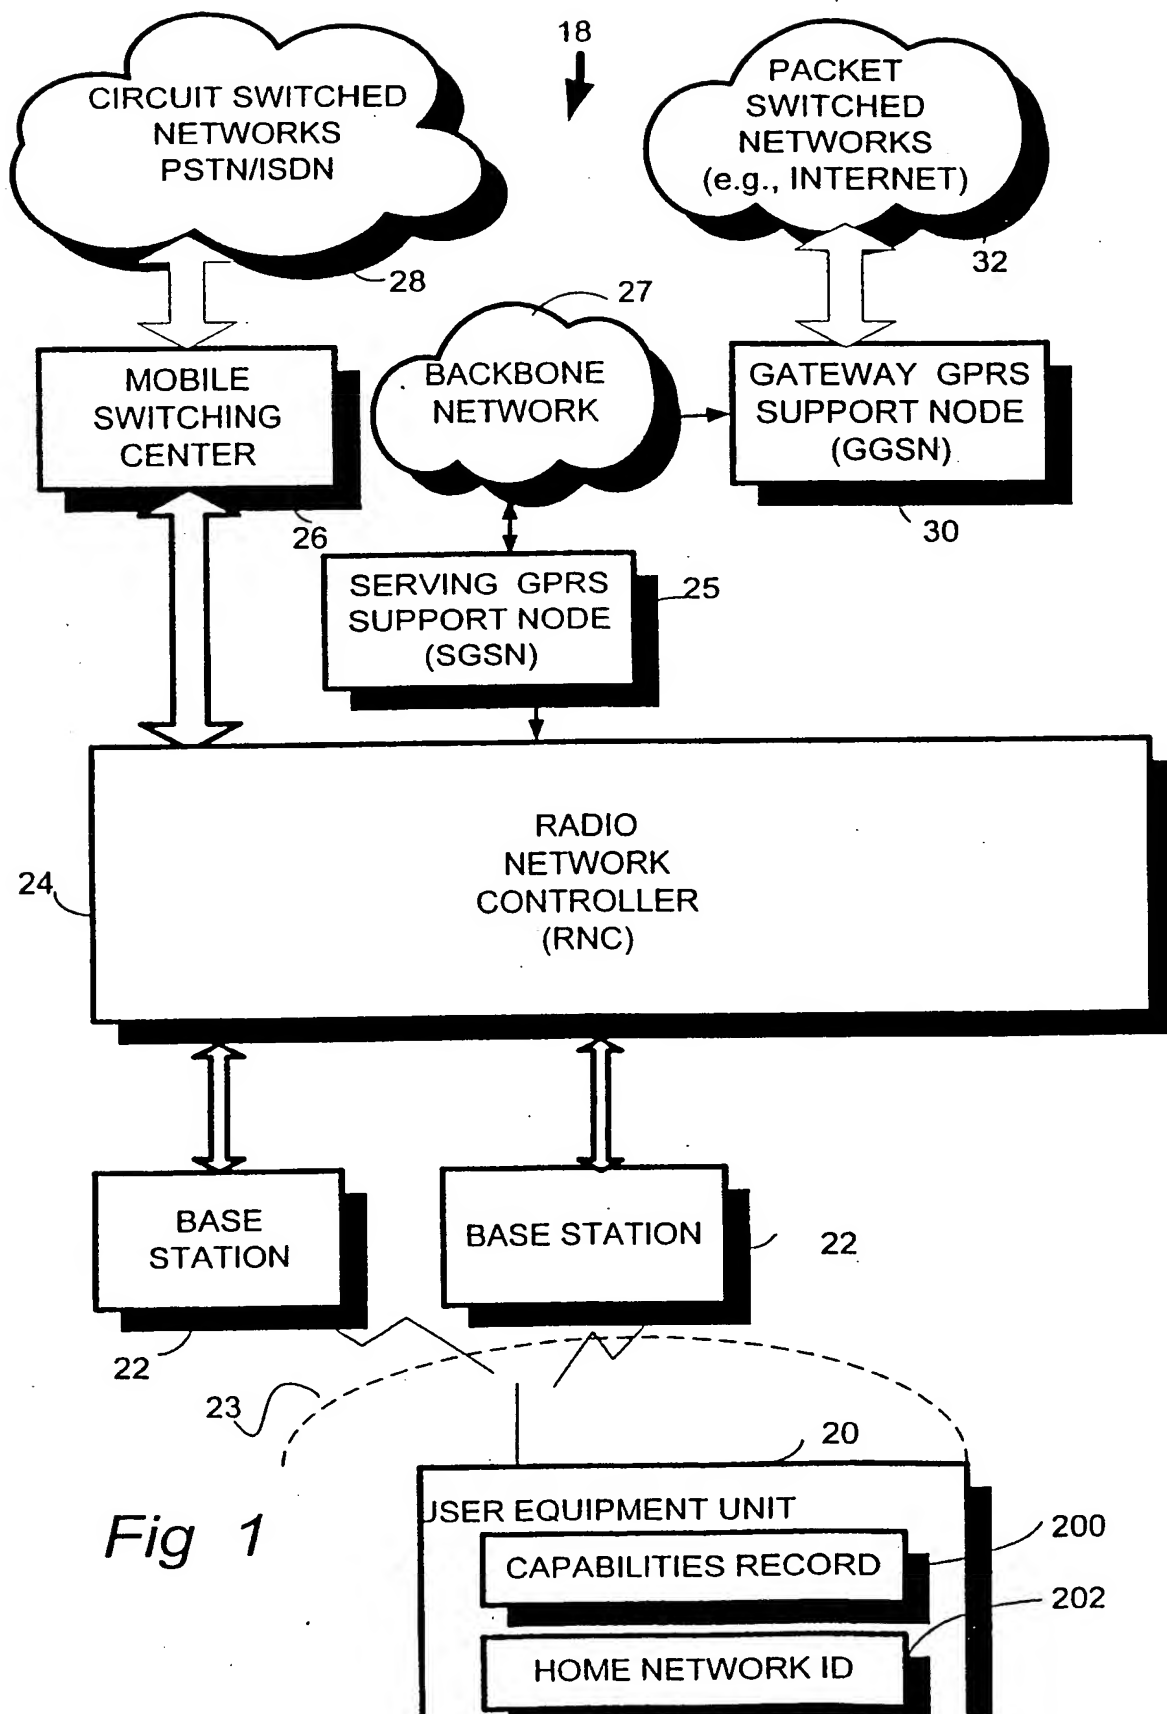 18
CIRCUIT SWITCHED
NETWORKS
PSTN/ISDN
28
PACKET
SWITCHED
NETWORKS
(e.g., INTERNET)
32
27
BACKBONE
NETWORK
MOBILE
SWITCHING
CENTER
26
GATEWAY GPRS
SUPPORT NODE
(GGSN)
30
SERVING GPRS
SUPPORT NODE
(SGSN)
25
RADIO
NETWORK
CONTROLLER
(RNC)
24
BASE
STATION
22
BASE STATION
22
23
20
USER EQUIPMENT UNIT
CAPABILITIES RECORD
200
HOME NETWORK ID
202
Fig 1